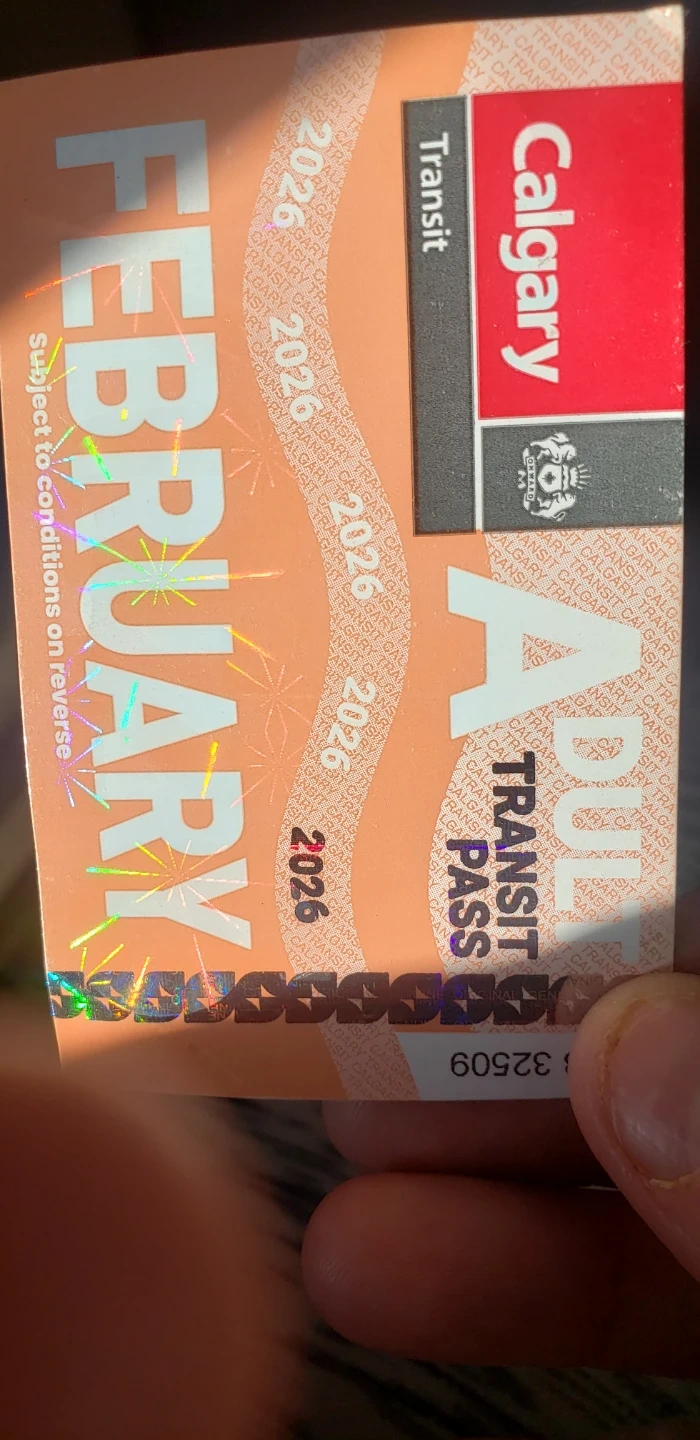 Calgary
Transit
ADULT
TRANSIT
PASS
2026 2026 2026 2026 2026
FEBRUARY
Subject to conditions on reverse
32509